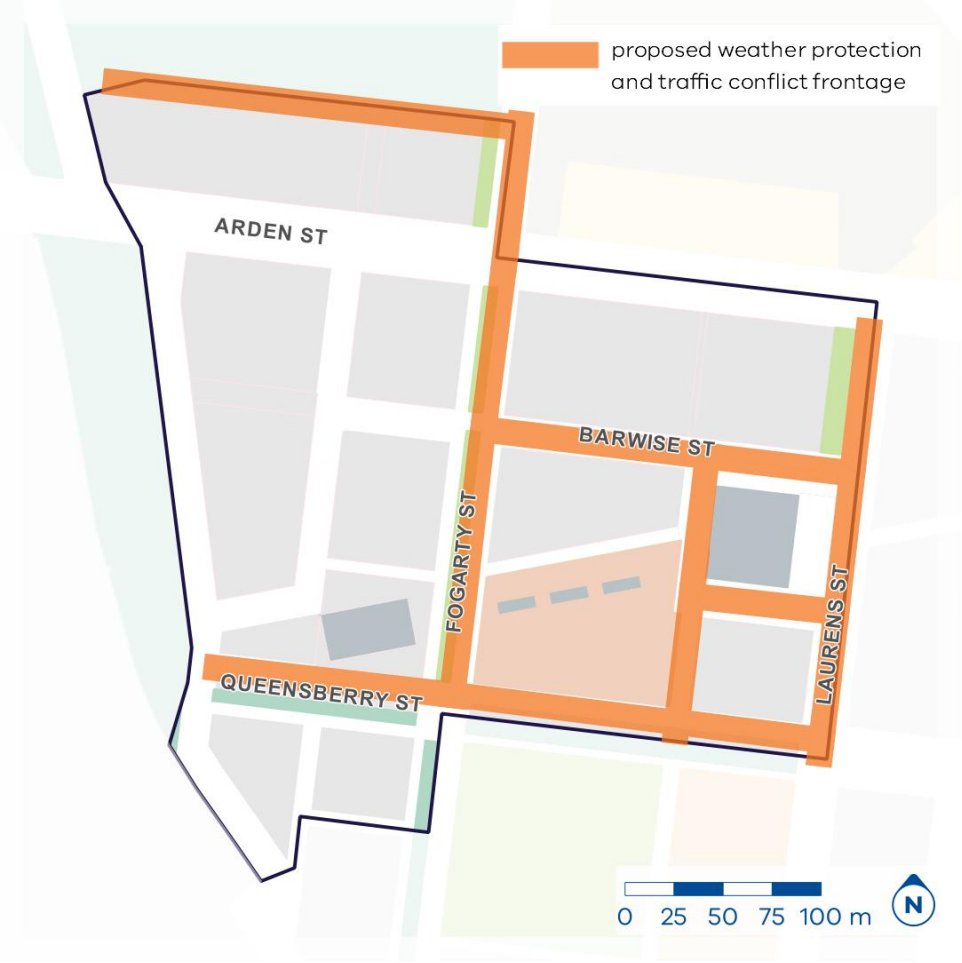 proposed weather protection
and traffic conflict frontage
ARDEN ST
BARWISE ST
FOGARTY ST
LAURENS ST
QUEENSBERRY ST
0 25 50 75 100 m
N